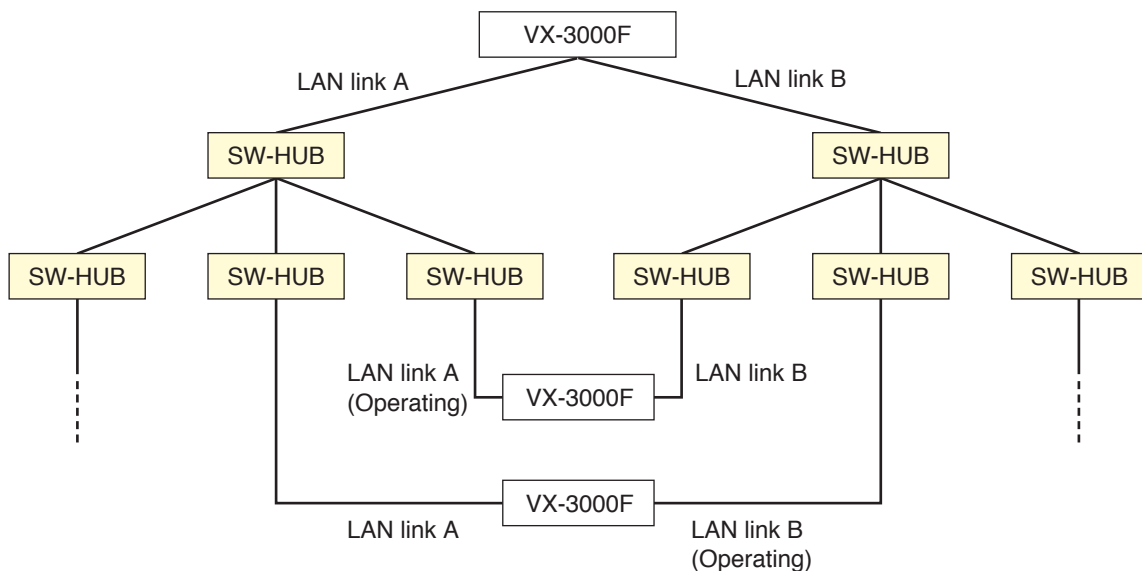 VX-3000F
LAN link A
LAN link B
SW-HUB
SW-HUB
SW-HUB
SW-HUB
SW-HUB
SW-HUB
SW-HUB
SW-HUB
LAN link A
(Operating)
VX-3000F
LAN link B
VX-3000F
LAN link A
LAN link B
(Operating)